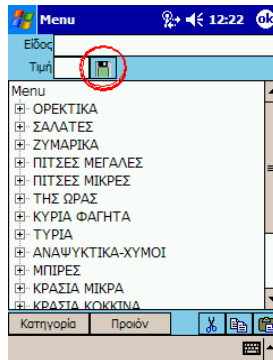 Menu 12:22 ok
Είδος
Τιμή
Menu
ΟΡΕΚΤΙΚΑ
ΣΑΛΑΤΕΣ
ΖΥΜΑΡΙΚΑ
ΠΙΤΣΕΣ ΜΕΓΑΛΕΣ
ΠΙΤΣΕΣ ΜΙΚΡΕΣ
ΤΗΣ ΩΡΑΣ
ΚΥΡΙΑ ΦΑΓΗΤΑ
ΤΥΡΙΑ
ΑΝΑΨΥΚΤΙΚΑ-ΧΥΜΟΙ
ΜΠΙΡΕΣ
ΚΡΑΣΙΑ ΜΙΚΡΑ
ΚΡΑΣΙΑ ΚΟΚΚΙΝΑ
Κατηγορία Προιόν